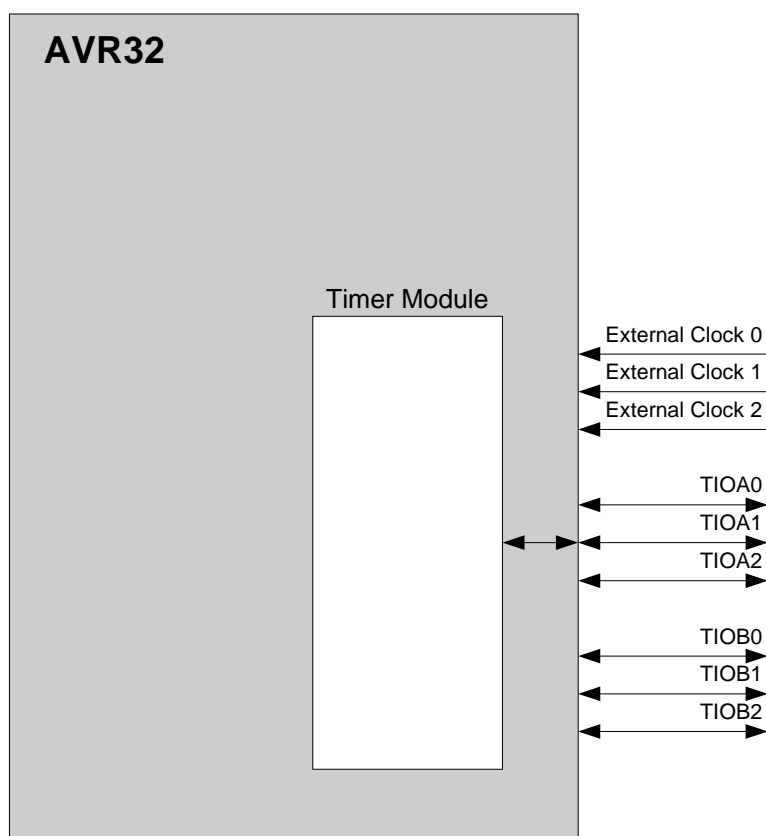 AVR32
Timer Module
External Clock 0
External Clock 1
External Clock 2
TIOA0
TIOA1
TIOA2
TIOB0
TIOB1
TIOB2